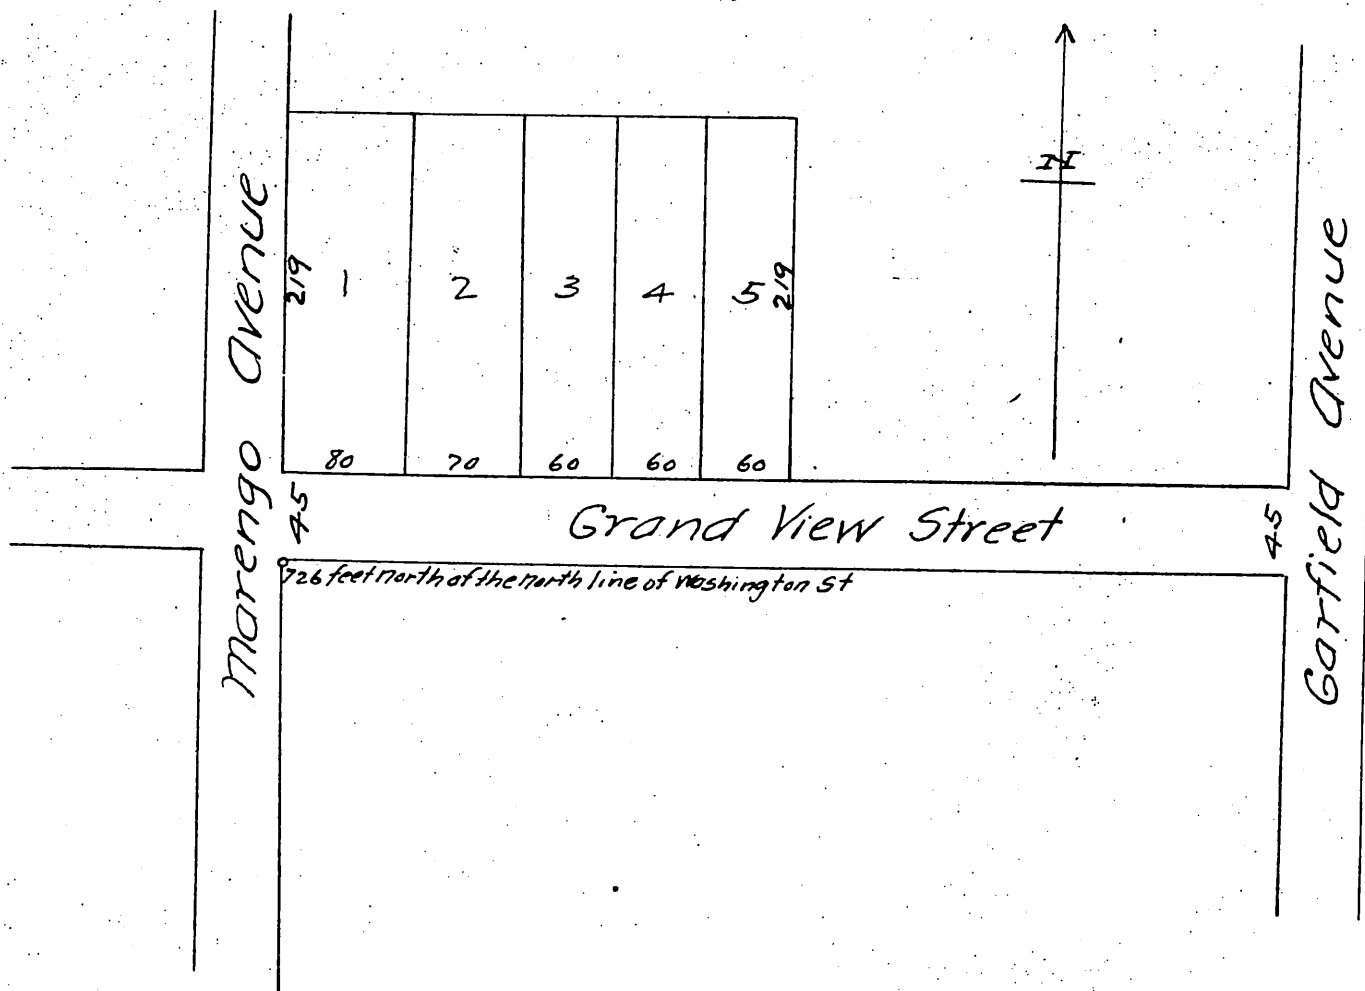 N
Marengo Avenue
219
1
2
3
4
5
219
80
70
60
60
60
45
Grand View Street
45
Garfield Avenue
726 feet north of the north line of Washington St